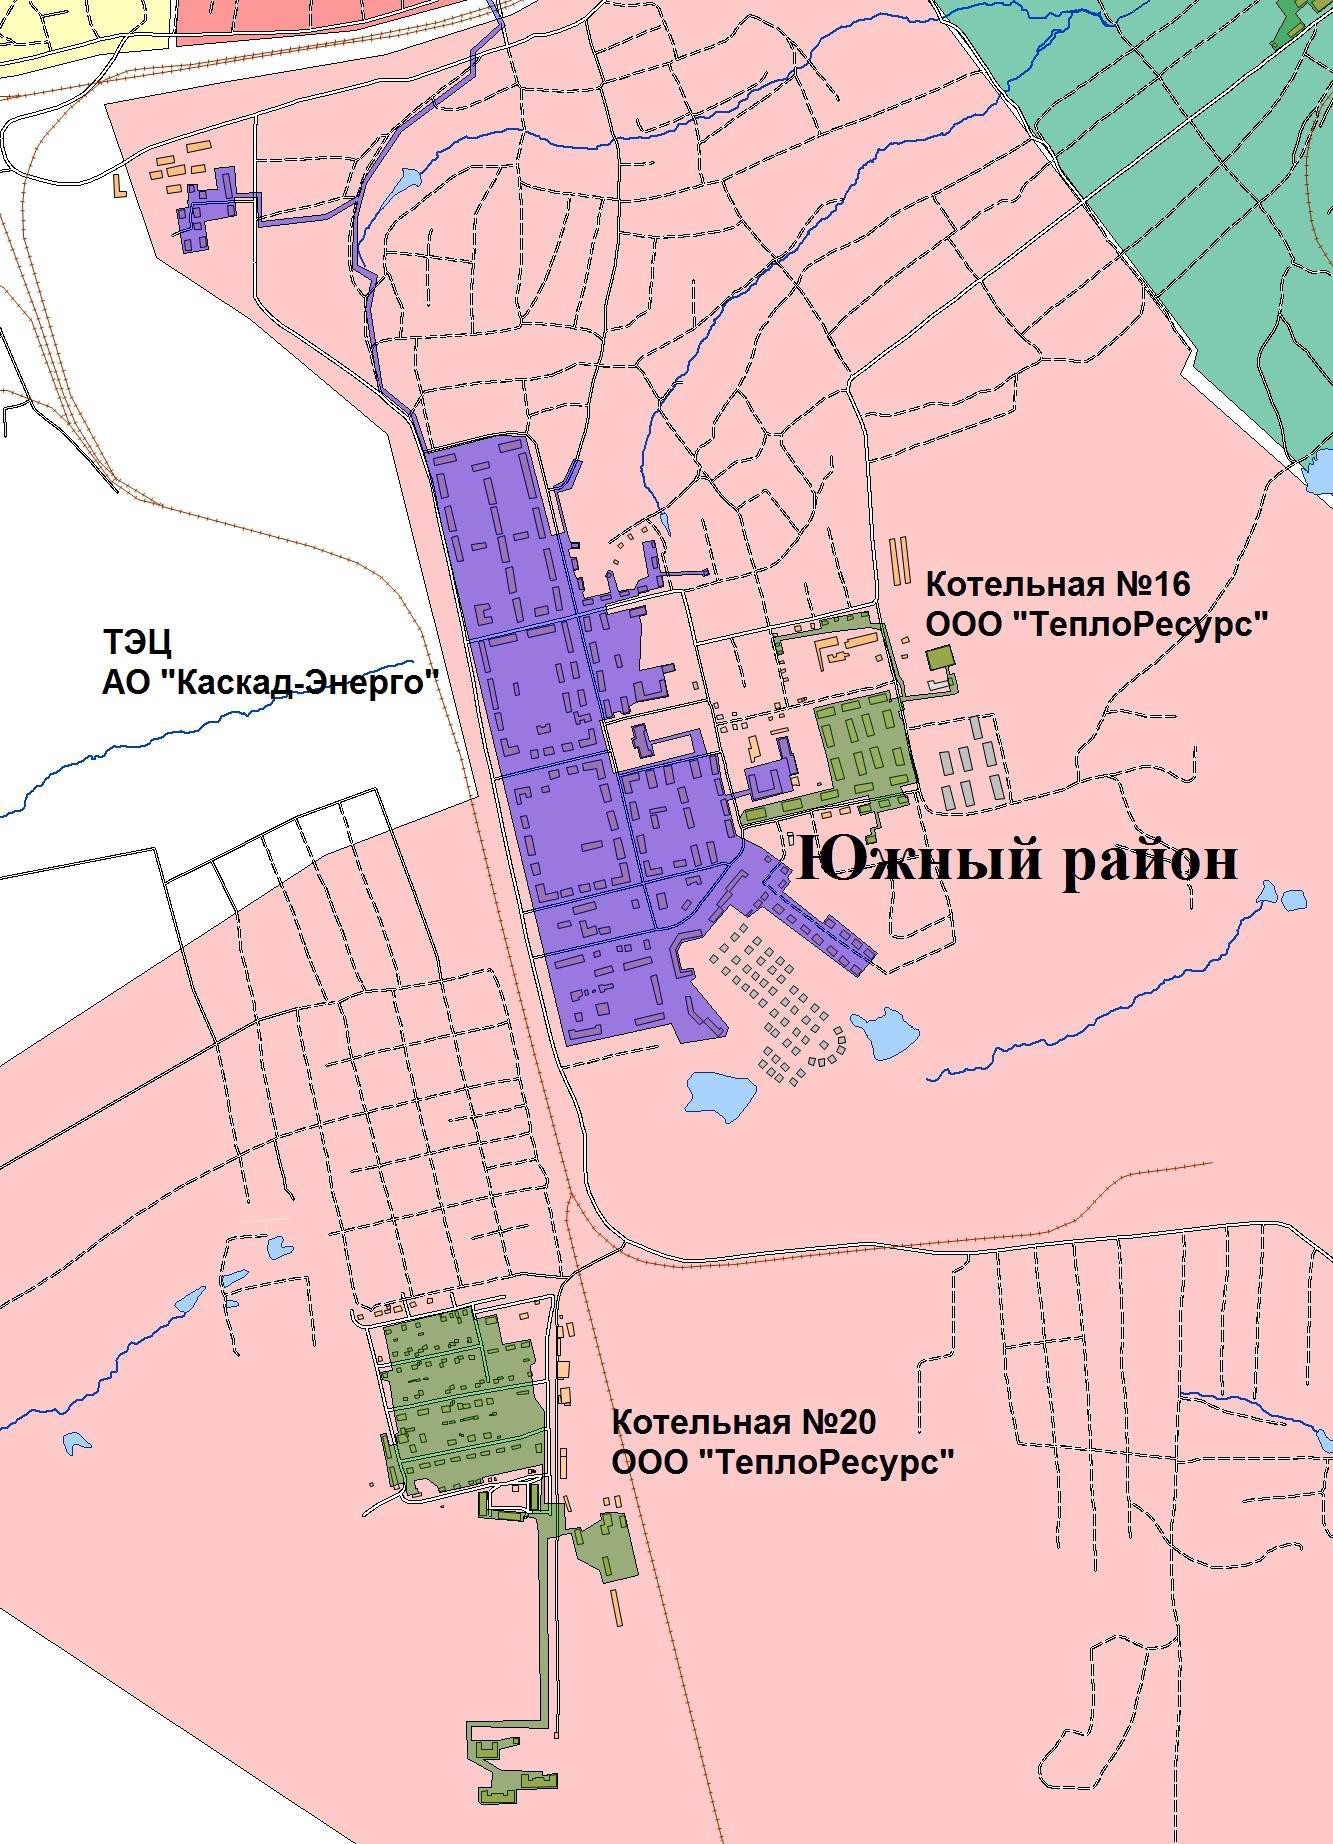 Котельная №16
ООО "ТеплоРесурс"
ТЭЦ
АО "Каскад-Энерго"
Южный район
Котельная №20
ООО "ТеплоРесурс"